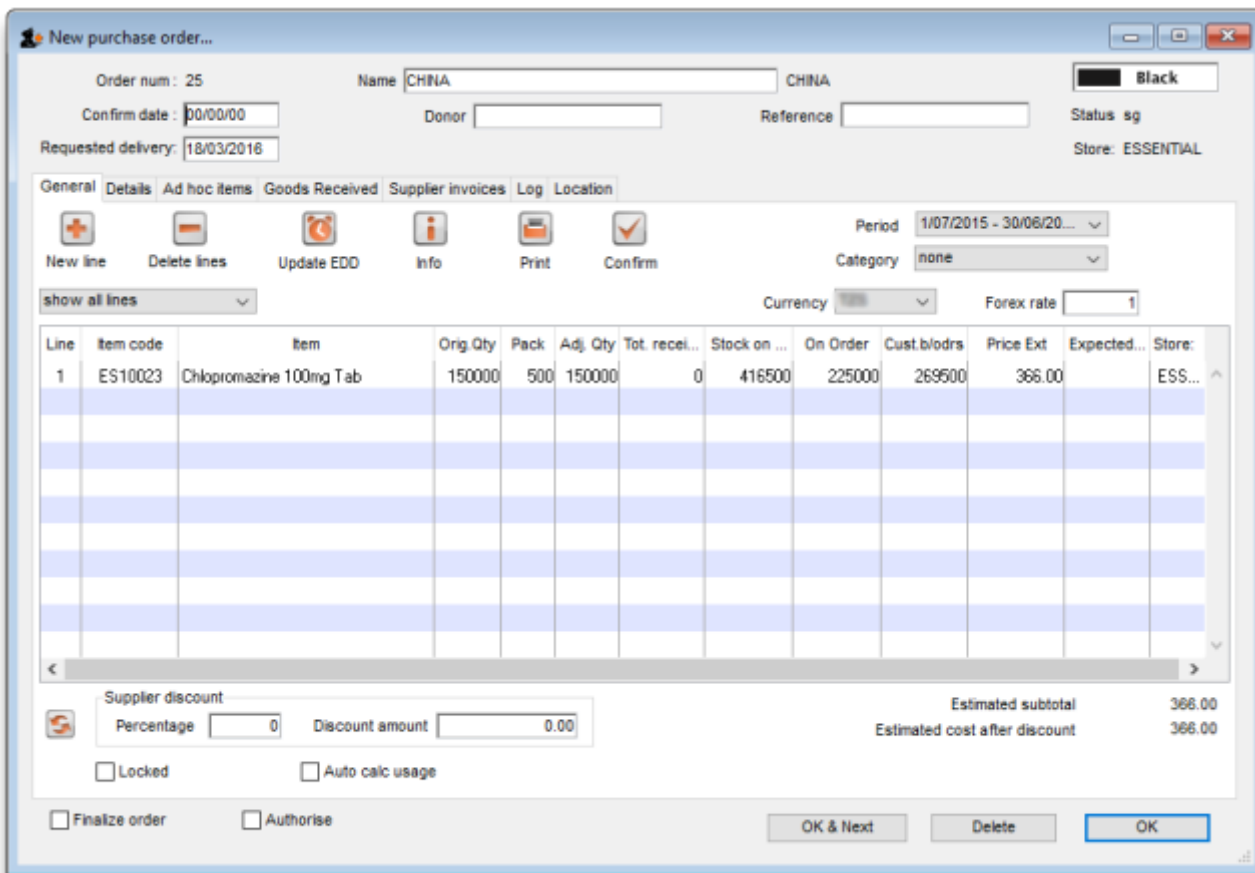 New purchase order...
Order num : 25
Name CHINA
CHINA
Black
Confirm date : 00/00/00
Donor
Reference
Status sg
Requested delivery: 18/03/2016
Store: ESSENTIAL
General Details Ad hoc items Goods Received Supplier invoices Log Location
New line Delete lines Update EDD Info Print Confirm
Period 1/07/2015 - 30/06/20...
Category none
show all lines
Currency
Forex rate 1
Line Item code Item Orig.Qty Pack Adj. Qty Tot. recei... Stock on ... On Order Cust.b/odrs Price Ext Expected... Store:
1 ES10023 Chlopromazine 100mg Tab 150000 500 150000 0 416500 225000 269500 366.00 ESS...
Supplier discount
Percentage 0 Discount amount 0.00
Estimated subtotal 366.00
Estimated cost after discount 366.00
Locked Auto calc usage
Finalize order Authorise
OK & Next Delete OK